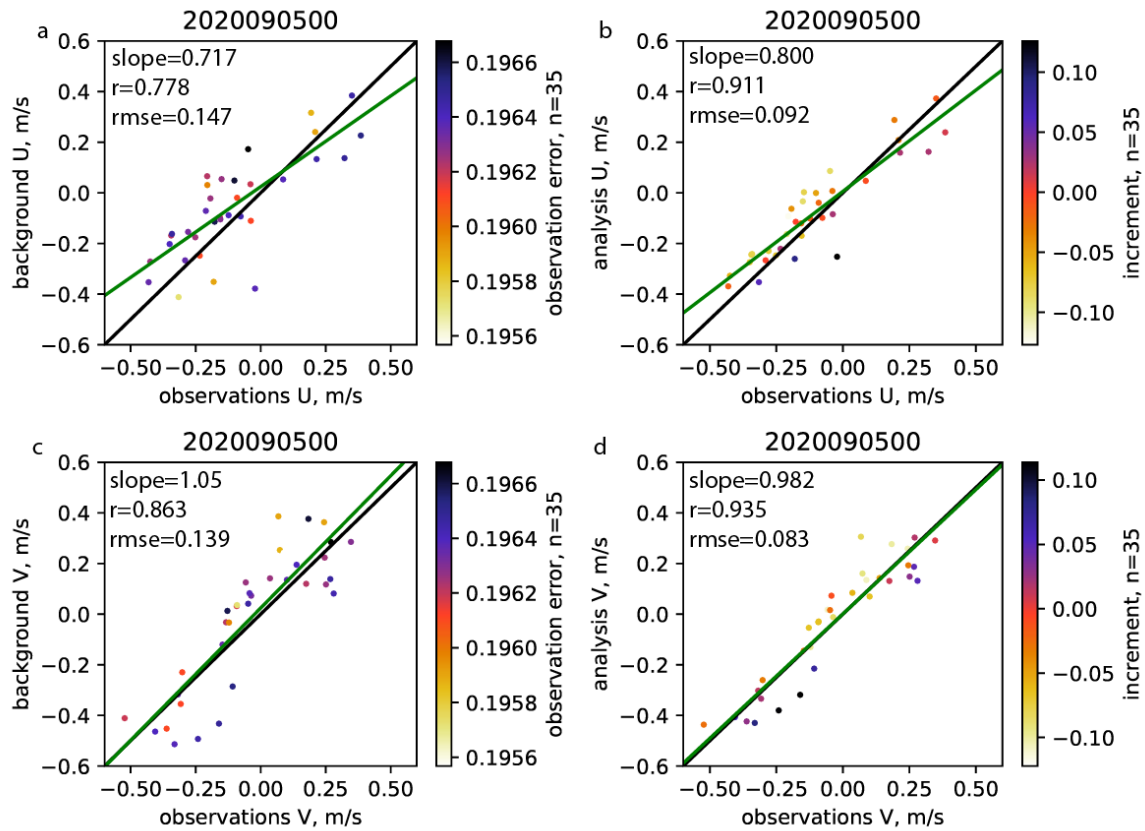 a
2020090500
slope=0.717
r=0.778
rmse=0.147
0.6
0.4
0.2
0.0
−0.2
−0.4
−0.6
background U, m/s
−0.50 −0.25 0.00 0.25 0.50
observations U, m/s
0.1966
0.1964
0.1962
0.1960
0.1958
0.1956
observation error, n=35
b
2020090500
slope=0.800
r=0.911
rmse=0.092
0.6
0.4
0.2
0.0
−0.2
−0.4
−0.6
analysis U, m/s
−0.50 −0.25 0.00 0.25 0.50
observations U, m/s
0.10
0.05
0.00
−0.05
−0.10
increment, n=35
c
2020090500
slope=1.05
r=0.863
rmse=0.139
0.6
0.4
0.2
0.0
−0.2
−0.4
−0.6
background V, m/s
−0.50 −0.25 0.00 0.25 0.50
observations V, m/s
0.1966
0.1964
0.1962
0.1960
0.1958
0.1956
observation error, n=35
d
2020090500
slope=0.982
r=0.935
rmse=0.083
0.6
0.4
0.2
0.0
−0.2
−0.4
−0.6
analysis V, m/s
−0.50 −0.25 0.00 0.25 0.50
observations V, m/s
0.10
0.05
0.00
−0.05
−0.10
increment, n=35